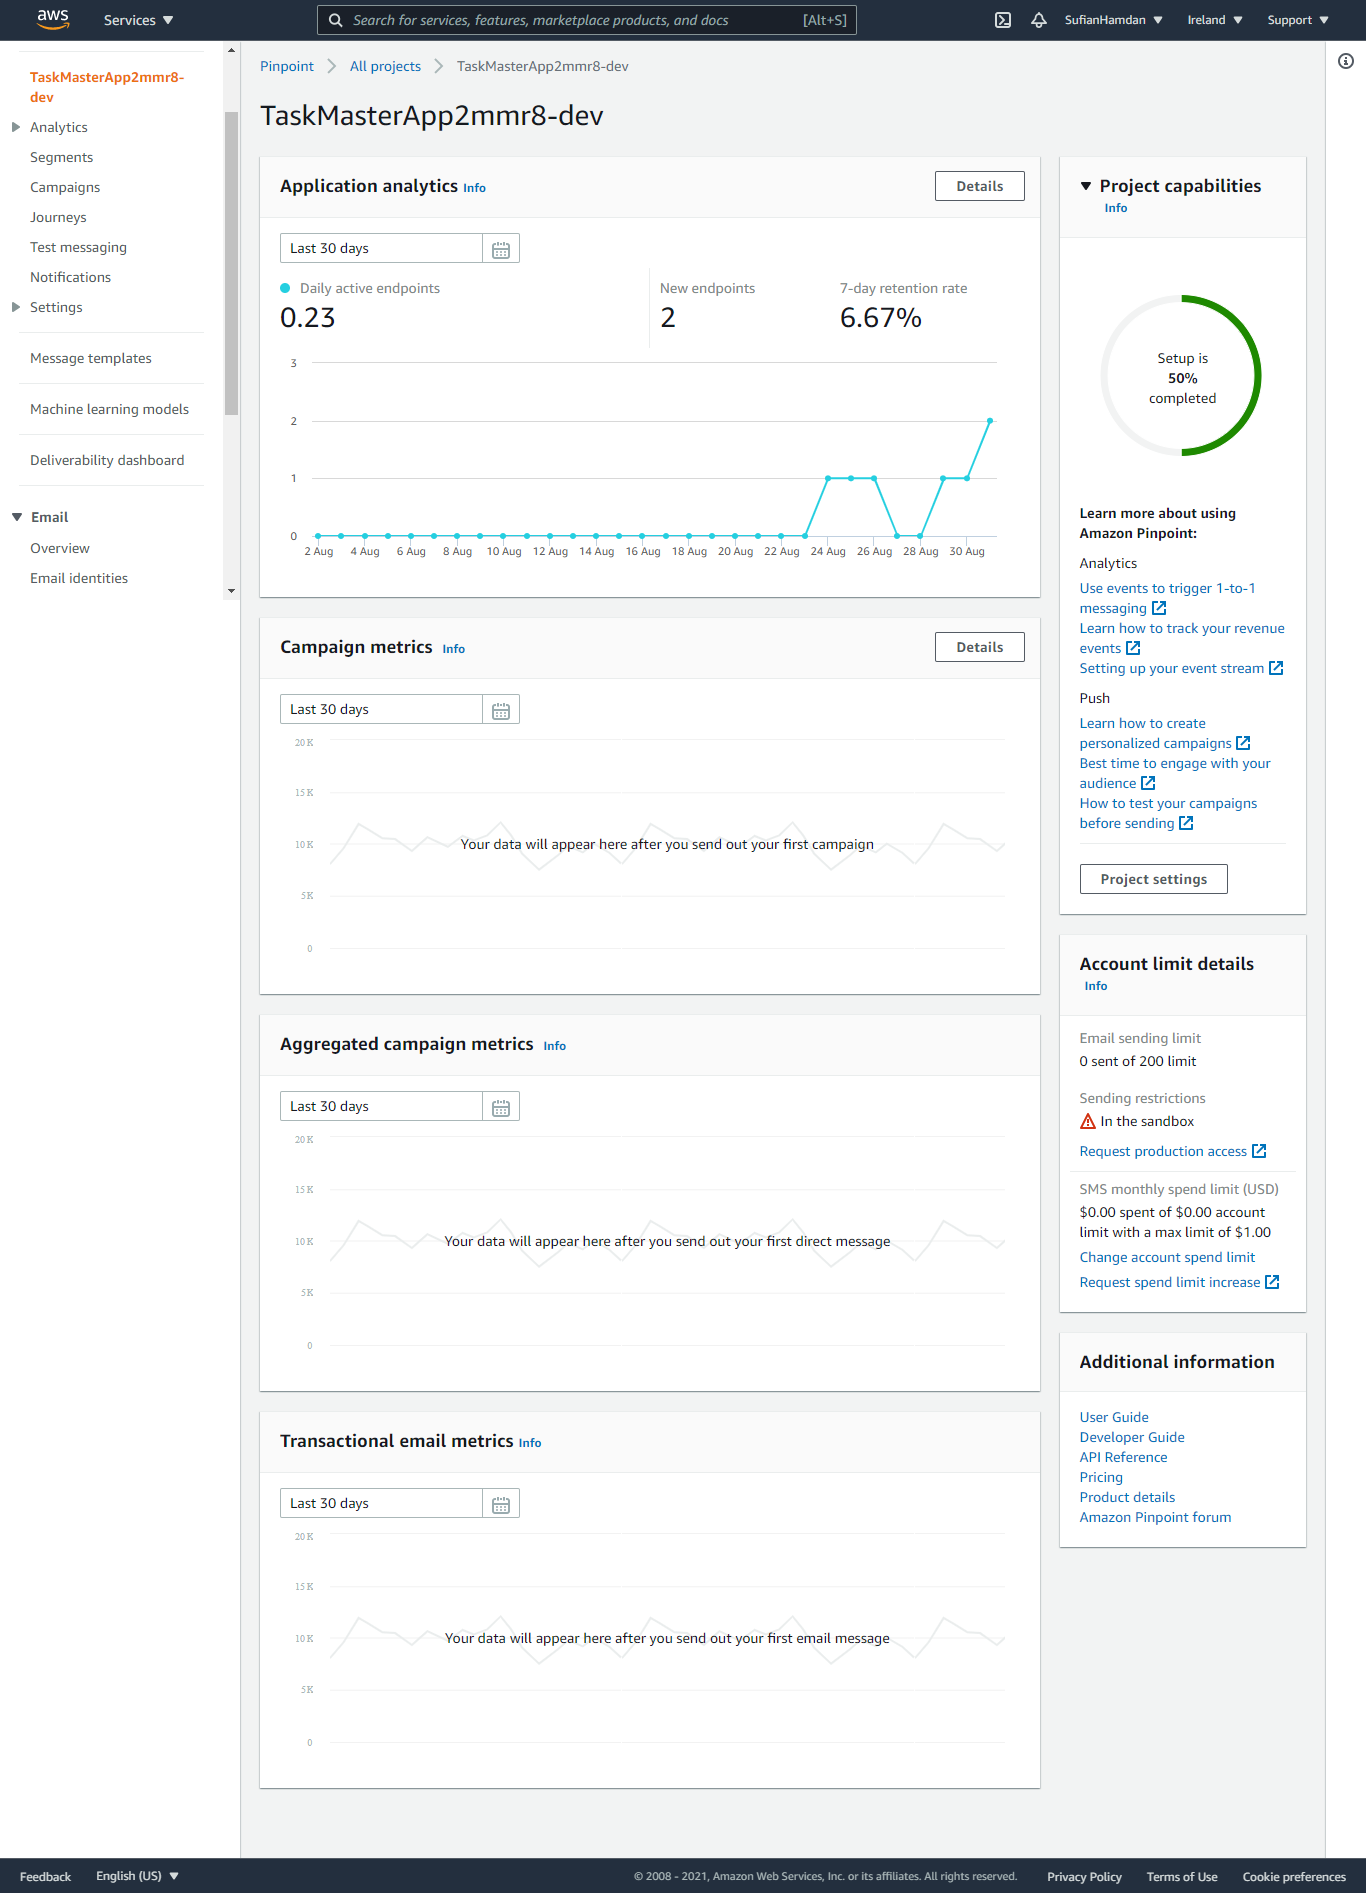 aws
Services
Search for services, features, marketplace products, and docs [Alt+S]
SufianHamdan
Ireland
Support
TaskMasterApp2mmr8-
dev
Analytics
Segments
Campaigns
Journeys
Test messaging
Notifications
Settings
Message templates
Machine learning models
Deliverability dashboard
Email
Overview
Email identities
Pinpoint
All projects
TaskMasterApp2mmr8-dev
TaskMasterApp2mmr8-dev
Application analytics Info
Details
Last 30 days
Daily active endpoints
0.23
New endpoints
2
7-day retention rate
6.67%
3
2
1
0
2 Aug 4 Aug 6 Aug 8 Aug 10 Aug 12 Aug 14 Aug 16 Aug 18 Aug 20 Aug 22 Aug 24 Aug 26 Aug 28 Aug 30 Aug
Campaign metrics Info
Details
Last 30 days
20 K
15 K
10 K
Your data will appear here after you send out your first campaign
5 K
0
Aggregated campaign metrics Info
Last 30 days
20 K
15 K
10 K
Your data will appear here after you send out your first direct message
5 K
0
Transactional email metrics Info
Last 30 days
20 K
15 K
10 K
Your data will appear here after you send out your first email message
5 K
0
Project capabilities
Info
Setup is
50%
completed
Learn more about using
Amazon Pinpoint:
Analytics
Use events to trigger 1-to-1
messaging
Learn how to track your revenue
events
Setting up your event stream
Push
Learn how to create
personalized campaigns
Best time to engage with your
audience
How to test your campaigns
before sending
Project settings
Account limit details
Info
Email sending limit
0 sent of 200 limit
Sending restrictions
In the sandbox
Request production access
SMS monthly spend limit (USD)
$0.00 spent of $0.00 account
limit with a max limit of $1.00
Change account spend limit
Request spend limit increase
Additional information
User Guide
Developer Guide
API Reference
Pricing
Product details
Amazon Pinpoint forum
Feedback
English (US)
© 2008 - 2021, Amazon Web Services, Inc. or its affiliates. All rights reserved.
Privacy Policy
Terms of Use
Cookie preferences